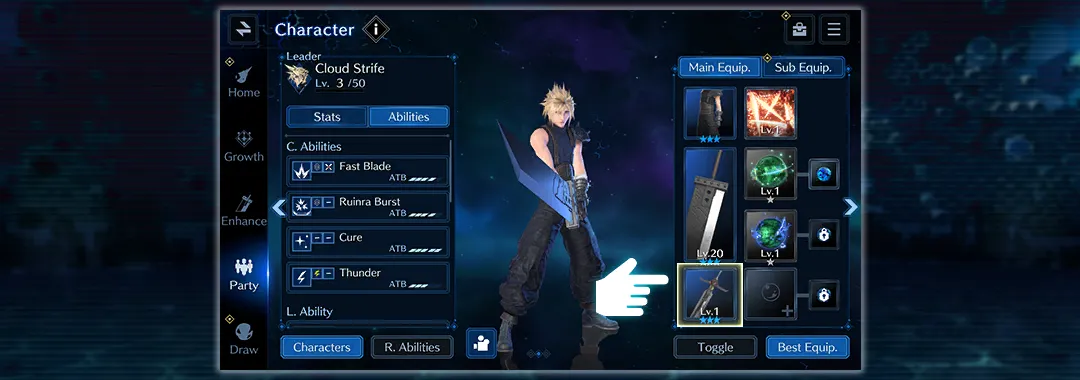 Character i
Leader
Cloud Strife
Lv. 3 /50
Stats
Abilities
C. Abilities
Fast Blade
ATB
Ruinra Burst
ATB
Cure
ATB
Thunder
ATB
L. Ability
Characters
R. Abilities
Home
Growth
Enhance
Party
Draw
Main Equip.
Sub Equip.
Lv.1
Lv.1
Lv.20
Lv.1
Lv.1
Toggle
Best Equip.